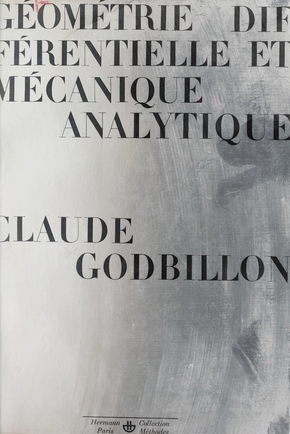 GÉOMÉTRIE DIF
FÉRENTIELLE ET
MÉCANIQUE
ANALYTIQUE
CLAUDE
GODBILLON
Hermann Collection
Paris Méthodes